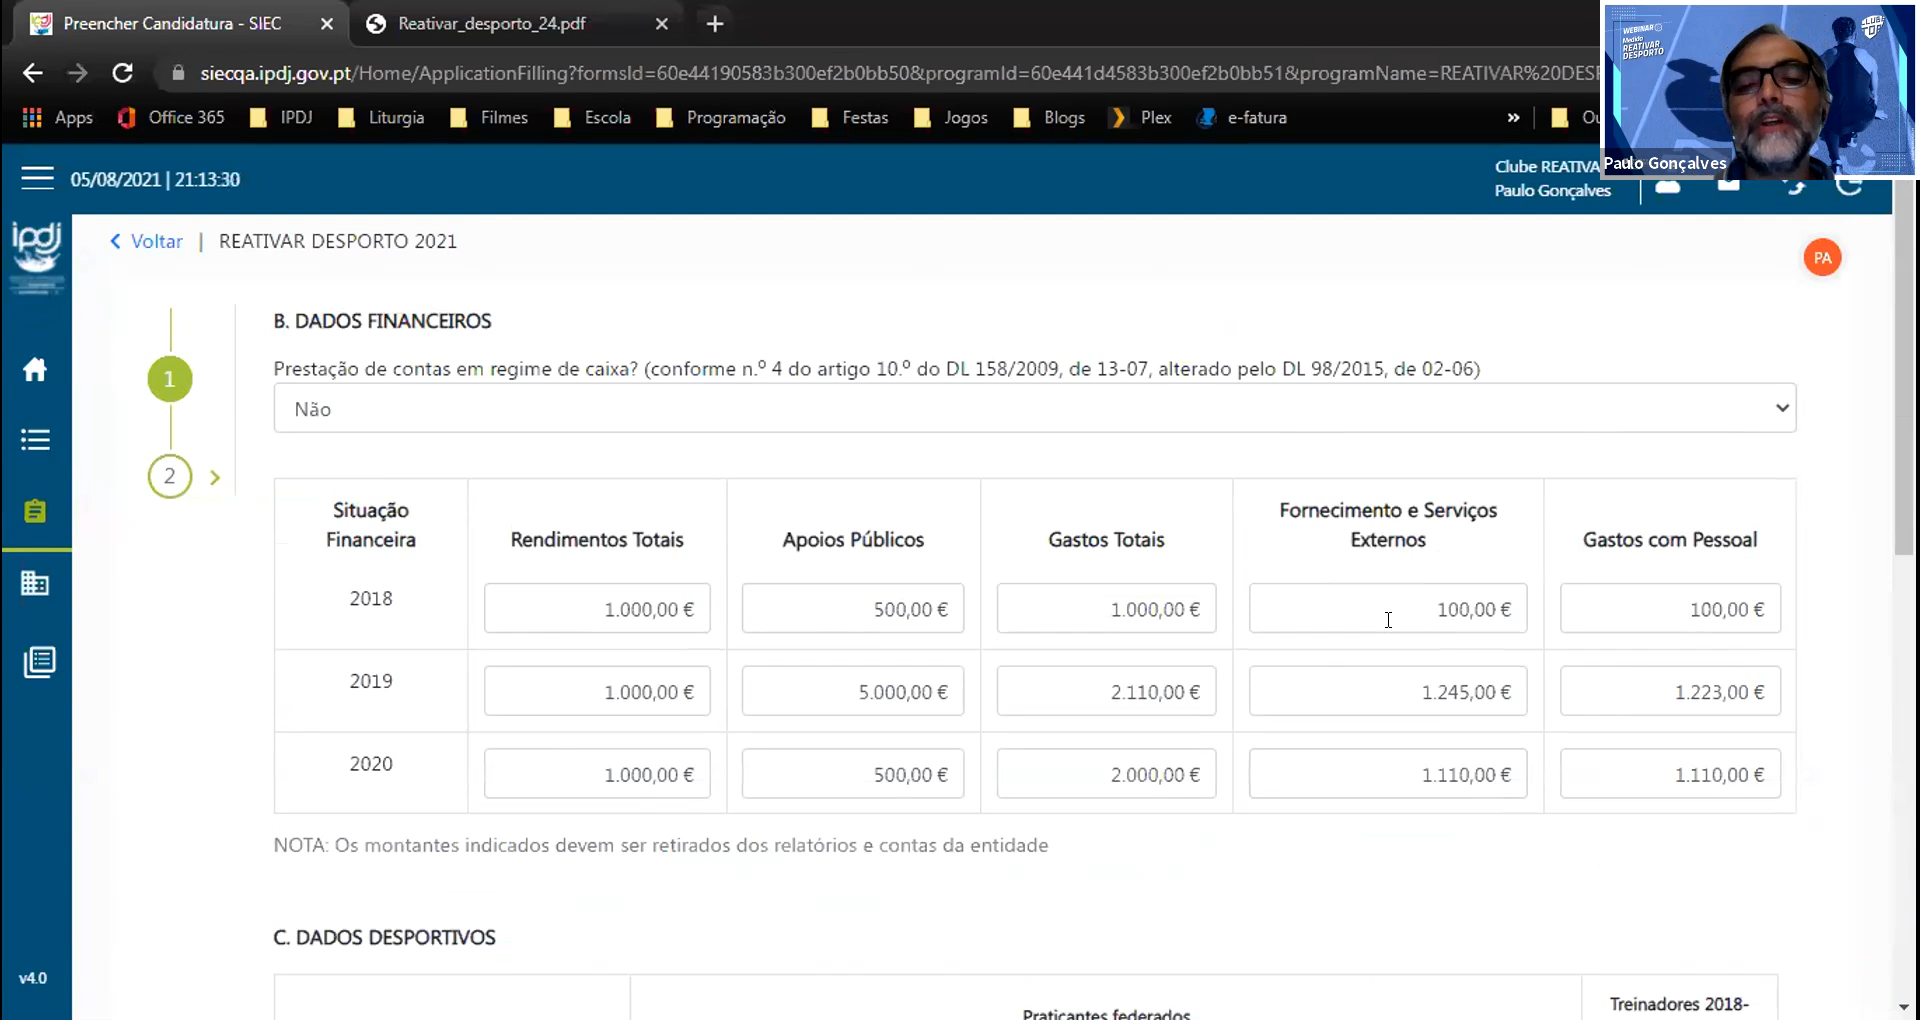 Preencher Candidatura - SIEC
Reativar_desporto_24.pdf
siecqa.ipdj.gov.pt/Home/ApplicationFilling?formsId=60e44190583b300ef2b0bb50&programId=60e441d4583b300ef2b0bb51&programName=REATIVAR%20DES
Apps
Office 365
IPDJ
Liturgia
Filmes
Escola
Programação
Festas
Jogos
Blogs
Plex
e-fatura
»
WEBINAR
Medida
REATIVAR
DESPORTO
CLUBE
TOP
Paulo Gonçalves
05/08/2021 | 21:13:30
Clube REATIVA
Paulo Gonçalves
ipdj
Voltar | REATIVAR DESPORTO 2021
PA
1
2
B. DADOS FINANCEIROS
Prestação de contas em regime de caixa? (conforme n.º 4 do artigo 10.º do DL 158/2009, de 13-07, alterado pelo DL 98/2015, de 02-06)
Não
Situação Financeira Rendimentos Totais Apoios Públicos Gastos Totais Fornecimento e Serviços Externos Gastos com Pessoal
2018 1.000,00 € 500,00 € 1.000,00 € 100,00 € 100,00 €
2019 1.000,00 € 5.000,00 € 2.110,00 € 1.245,00 € 1.223,00 €
2020 1.000,00 € 500,00 € 2.000,00 € 1.110,00 € 1.110,00 €
NOTA: Os montantes indicados devem ser retirados dos relatórios e contas da entidade
C. DADOS DESPORTIVOS
Praticantes federados
Treinadores 2018-
v4.0